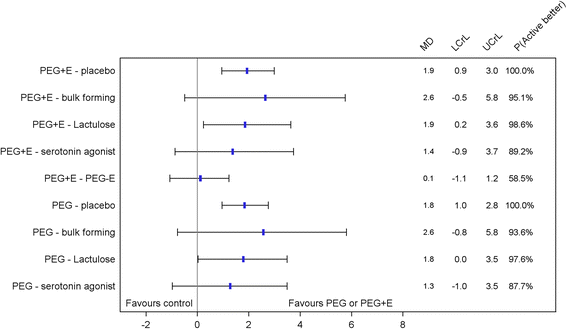 MD LCrL UCrL P(Active better)
PEG+E - placebo 1.9 0.9 3.0 100.0%
PEG+E - bulk forming 2.6 -0.5 5.8 95.1%
PEG+E - Lactulose 1.9 0.2 3.6 98.6%
PEG+E - serotonin agonist 1.4 -0.9 3.7 89.2%
PEG+E - PEG-E 0.1 -1.1 1.2 58.5%
PEG - placebo 1.8 1.0 2.8 100.0%
PEG - bulk forming 2.6 -0.8 5.8 93.6%
PEG - Lactulose 1.8 0.0 3.5 97.6%
PEG - serotonin agonist 1.3 -1.0 3.5 87.7%
Favours control Favours PEG or PEG+E
-2 0 2 4 6 8